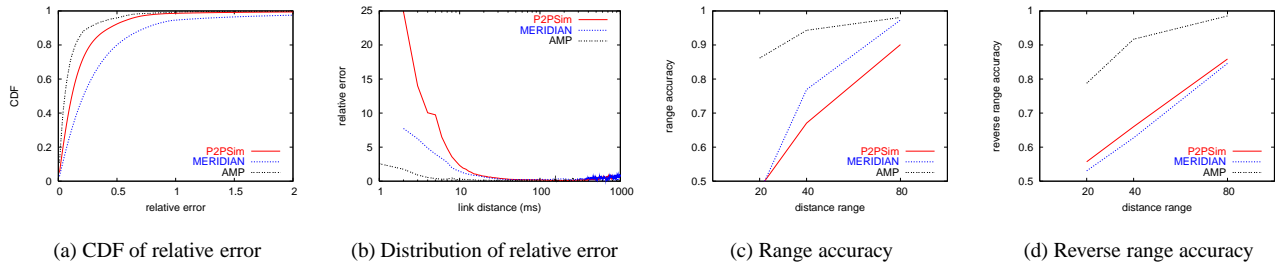 1
0.8
0.6
0.4
0.2
0
CDF
0
0.5
1
1.5
2
relative error
P2PSim
MERIDIAN
AMP
(a) CDF of relative error
25
20
15
10
5
0
relative error
1
10
100
1000
link distance (ms)
P2PSim
MERIDIAN
AMP
(b) Distribution of relative error
1
0.9
0.8
0.7
0.6
0.5
range accuracy
20
40
80
distance range
P2PSim
MERIDIAN
AMP
(c) Range accuracy
1
0.9
0.8
0.7
0.6
0.5
reverse range accuracy
20
40
80
distance range
P2PSim
MERIDIAN
AMP
(d) Reverse range accuracy